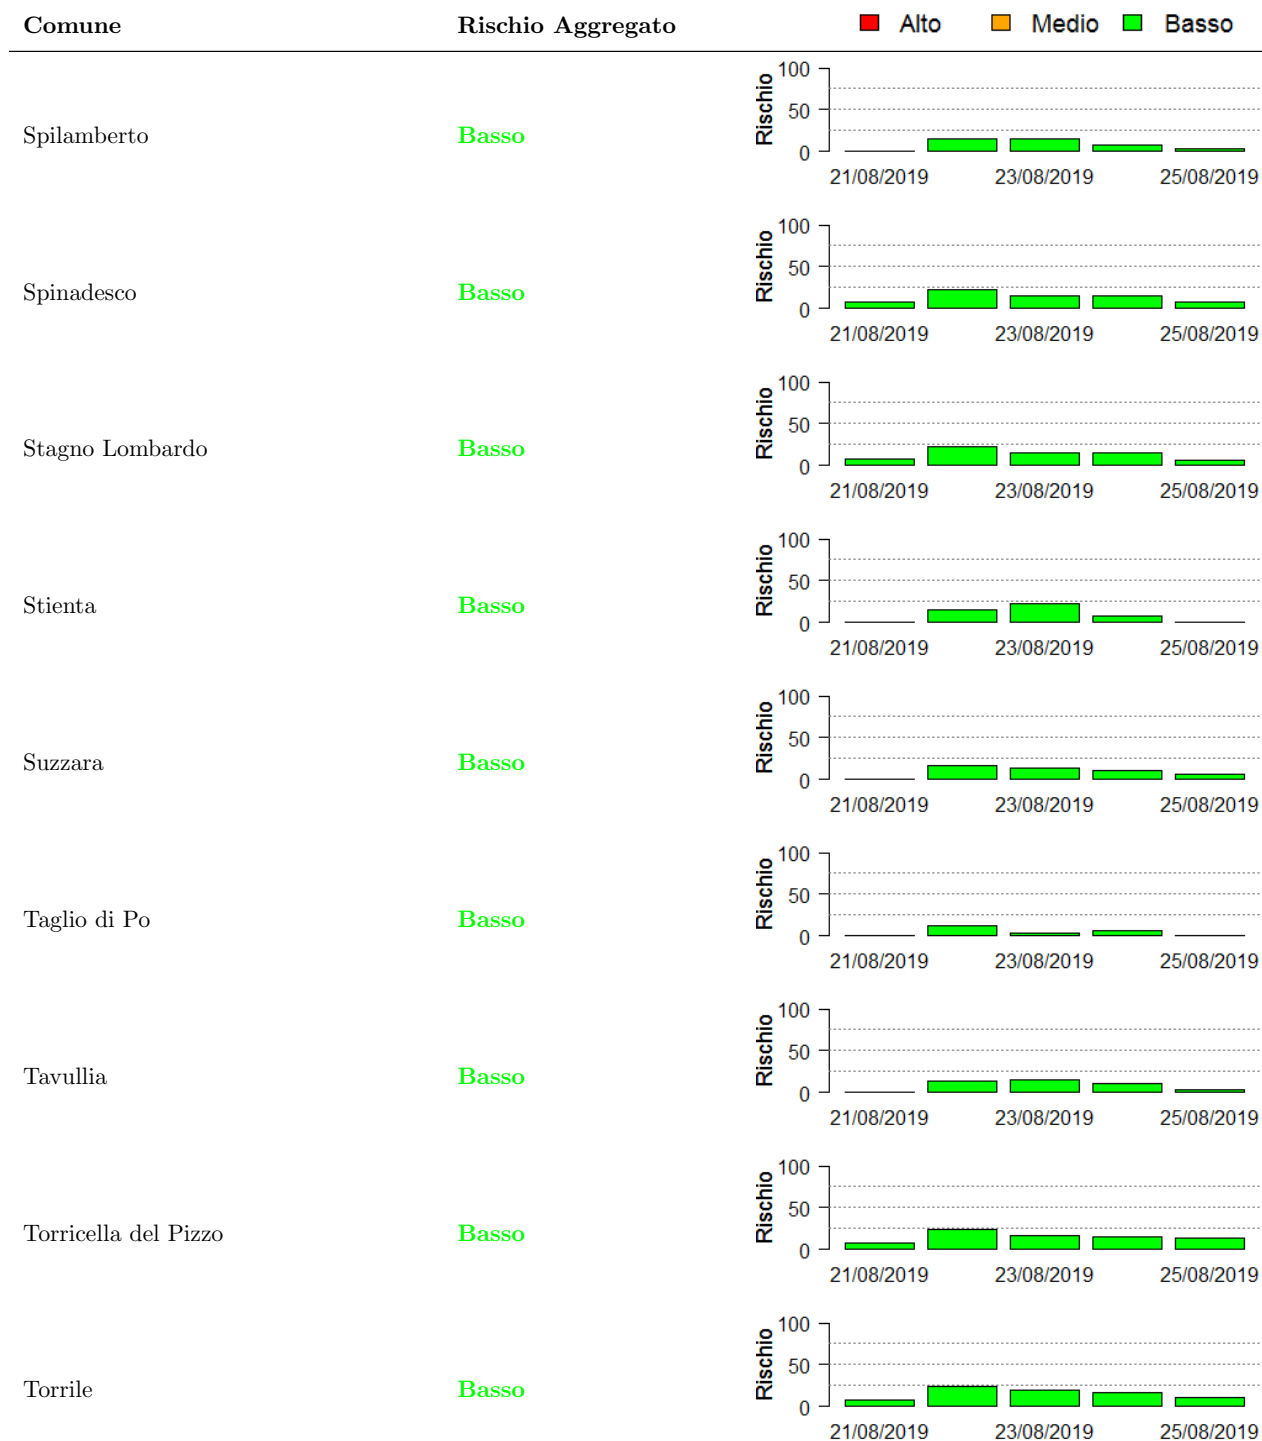 Comune Rischio Aggregato Alto Medio Basso
Spilamberto Basso Rischio 100 50 0
21/08/2019 23/08/2019 25/08/2019
Spinadesco Basso Rischio 100 50 0
21/08/2019 23/08/2019 25/08/2019
Stagno Lombardo Basso Rischio 100 50 0
21/08/2019 23/08/2019 25/08/2019
Stienta Basso Rischio 100 50 0
21/08/2019 23/08/2019 25/08/2019
Suzzara Basso Rischio 100 50 0
21/08/2019 23/08/2019 25/08/2019
Taglio di Po Basso Rischio 100 50 0
21/08/2019 23/08/2019 25/08/2019
Tavullia Basso Rischio 100 50 0
21/08/2019 23/08/2019 25/08/2019
Torricella del Pizzo Basso Rischio 100 50 0
21/08/2019 23/08/2019 25/08/2019
Torrile Basso Rischio 100 50 0
21/08/2019 23/08/2019 25/08/2019